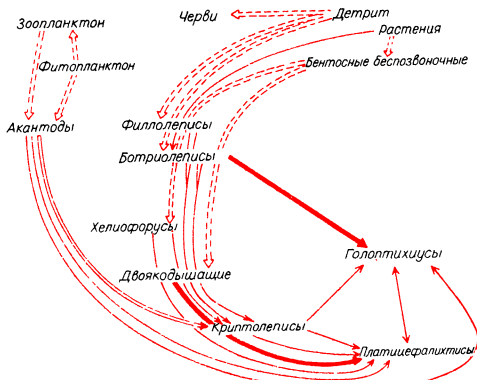 Зоопланктон
Черви
Детрит
Растения
Фитопланктон
Бентосные беспозвоночные
Акантоды
Филлолеписы
Ботриолеписы
Хелиофорусы
Голоптихиусы
Двоякодышащие
Криптолеписы
Платицефалихтисы